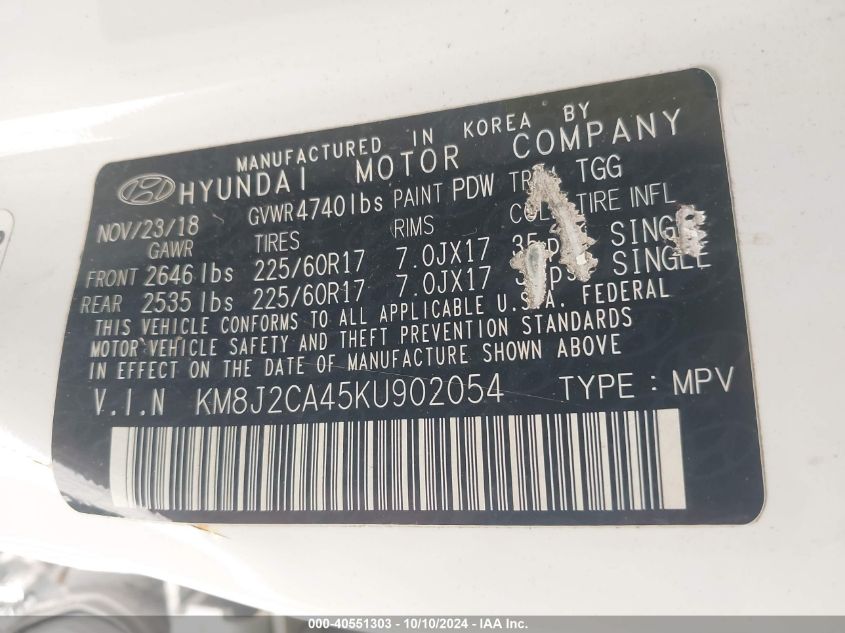 MANUFACTURED IN KOREA BY
HYUNDAI MOTOR COMPANY
NOV/23/18 GVWR 4740lbs PAINT PDW TGG
GAWR TIRES RIMS TIRE INFL
FRONT 2646 lbs 225/60R17 7.0JX17 SINGLE
REAR 2535 lbs 225/60R17 7.0JX17 SINGLE
THIS VEHICLE CONFORMS TO ALL APPLICABLE U.S.A. FEDERAL
MOTOR VEHICLE SAFETY AND THEFT PREVENTION STANDARDS
IN EFFECT ON THE DATE OF MANUFACTURE SHOWN ABOVE
V.I.N KM8J2CA45KU902054 TYPE : MPV
000-40551303 - 10/10/2024 - IAA Inc.